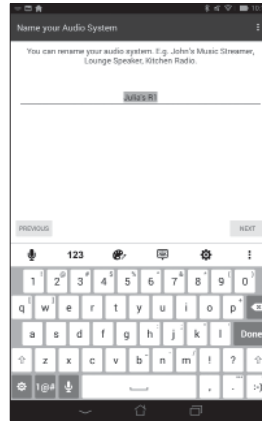 Name your Audio System
You can rename your audio system. E.g. John's Music Streamer,
Lounge Speaker, Kitchen Radio.
Julia's R1
PREVIOUS
NEXT
123
1 2 @ 3 # 4 $ 5 % 6 ^ 7 & 8 * 9 ( 0 )
q w e r t y u i o p
a s d f g h j k l Done
z x c v b n m ! ?
1@# , . :-)